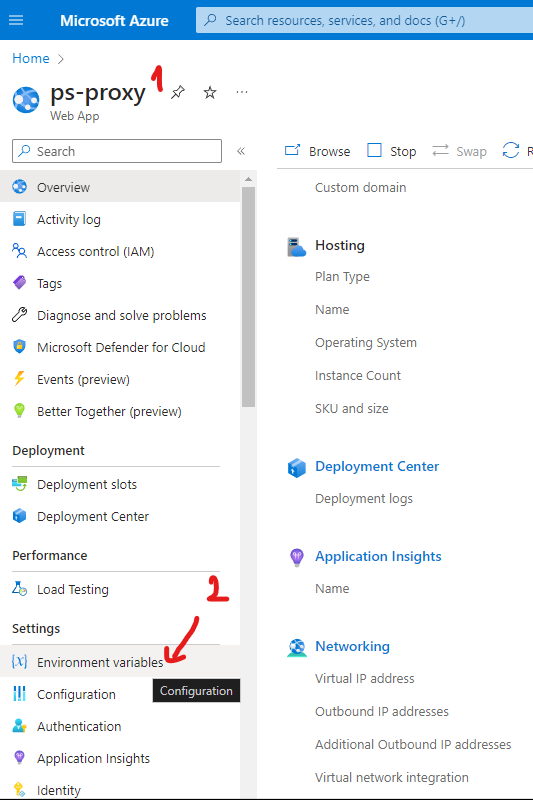 Microsoft Azure
Search resources, services, and docs (G+/)
Home
1
ps-proxy
Web App
Search
Browse
Stop
Swap
R
Overview
Activity log
Access control (IAM)
Tags
Diagnose and solve problems
Microsoft Defender for Cloud
Events (preview)
Better Together (preview)
Deployment
Deployment slots
Deployment Center
Performance
Load Testing
2
Settings
Environment variables
Configuration
Configuration
Authentication
Application Insights
Identity
Custom domain
Hosting
Plan Type
Name
Operating System
Instance Count
SKU and size
Deployment Center
Deployment logs
Application Insights
Name
Networking
Virtual IP address
Outbound IP addresses
Additional Outbound IP addresses
Virtual network integration